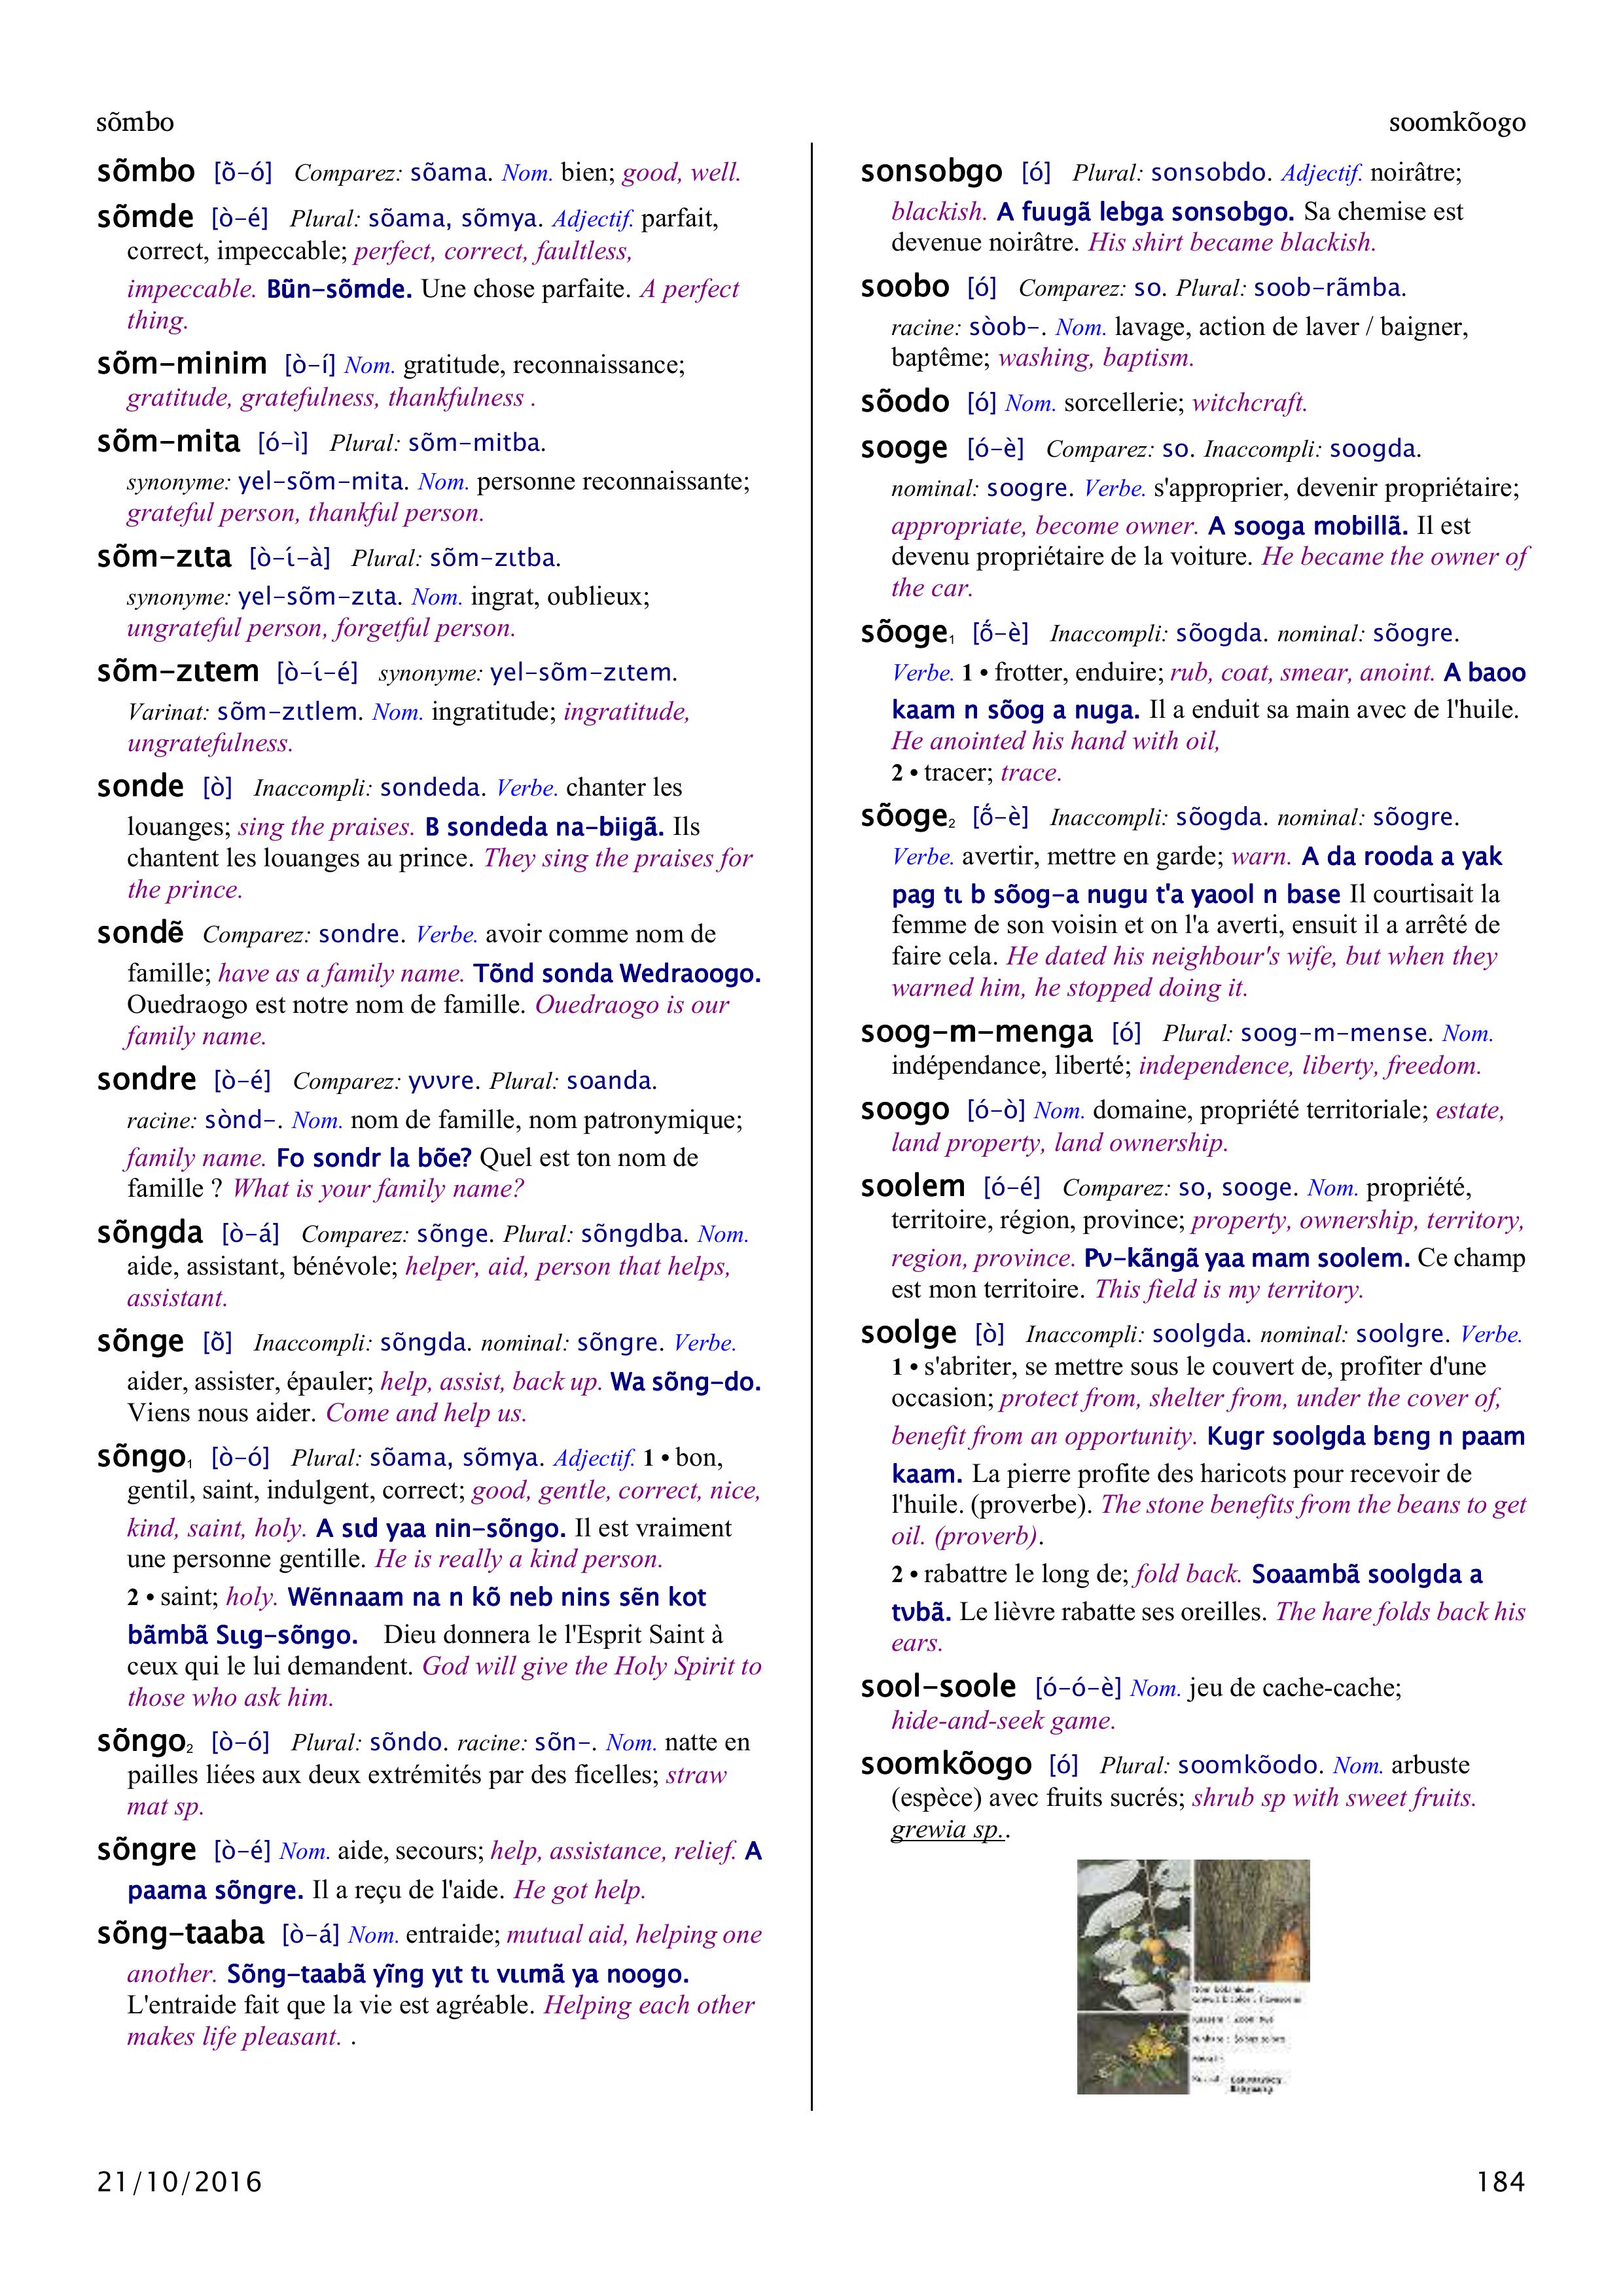 sõmbo
soomkõogo
sõmbo [õ̀-ó] Comparez: sõama. Nom. bien; good, well.
sõmde [ò-é] Plural: sõama, sõmya. Adjectif. parfait,
correct, impeccable; perfect, correct, faultless,
impeccable. Bũn-sõmde. Une chose parfaite. A perfect
thing.
sõm-minim [ò-í] Nom. gratitude, reconnaissance;
gratitude, gratefulness, thankfulness .
sõm-mita [ó-ì] Plural: sõm-mitba.
synonyme: yel-sõm-mita. Nom. personne reconnaissante;
grateful person, thankful person.
sõm-zɩta [ò-ɩ́-à] Plural: sõm-zɩtba.
synonyme: yel-sõm-zɩta. Nom. ingrat, oublieux;
ungrateful person, forgetful person.
sõm-zɩtem [ò-ɩ́-é] synonyme: yel-sõm-zɩtem.
Varinat: sõm-zɩtlem. Nom. ingratitude; ingratitude,
ungratefulness.
sonde [ò] Inaccompli: sondeda. Verbe. chanter les
louanges; sing the praises. B sondeda na-biigã. Ils
chantent les louanges au prince. They sing the praises for
the prince.
sondẽ Comparez: sondre. Verbe. avoir comme nom de
famille; have as a family name. Tõnd sonda Wedraoogo.
Ouedraogo est notre nom de famille. Ouedraogo is our
family name.
sondre [ò-é] Comparez: yʋʋre. Plural: soanda.
racine: sònd-. Nom. nom de famille, nom patronymique;
family name. Fo sondr la bõe? Quel est ton nom de
famille ? What is your family name?
sõngda [ò-á] Comparez: sõnge. Plural: sõngdba. Nom.
aide, assistant, bénévole; helper, aid, person that helps,
assistant.
sõnge [õ̀] Inaccompli: sõngda. nominal: sõngre. Verbe.
aider, assister, épauler; help, assist, back up. Wa sõng-do.
Viens nous aider. Come and help us.
sõngo₁ [ò-ó] Plural: sõama, sõmya. Adjectif. 1 • bon,
gentil, saint, indulgent, correct; good, gentle, correct, nice,
kind, saint, holy. A sɩd yaa nin-sõngo. Il est vraiment
une personne gentille. He is really a kind person.
2 • saint; holy. Wẽnnaam na n kõ neb nins sẽn kot
bãmbã Sɩɩg-sõngo. Dieu donnera le l'Esprit Saint à
ceux qui le lui demandent. God will give the Holy Spirit to
those who ask him.
sõngo₂ [ò-ó] Plural: sõndo. racine: sõn-. Nom. natte en
pailles liées aux deux extrémités par des ficelles; straw
mat sp.
sõngre [ò-é] Nom. aide, secours; help, assistance, relief. A
paama sõngre. Il a reçu de l'aide. He got help.
sõng-taaba [ò-á] Nom. entraide; mutual aid, helping one
another. Sõng-taabã yĩng yɩt tɩ vɩɩmã ya noogo.
L'entraide fait que la vie est agréable. Helping each other
makes life pleasant. .
sonsobgo [ó] Plural: sonsobdo. Adjectif. noirâtre;
blackish. A fuugã lebga sonsobgo. Sa chemise est
devenue noirâtre. His shirt became blackish.
soobo [ó] Comparez: so. Plural: soob-rãmba.
racine: sòob-. Nom. lavage, action de laver / baigner,
baptême; washing, baptism.
sõodo [ó] Nom. sorcellerie; witchcraft.
sooge [ó-è] Comparez: so. Inaccompli: soogda.
nominal: soogre. Verbe. s'approprier, devenir propriétaire;
appropriate, become owner. A sooga mobillã. Il est
devenu propriétaire de la voiture. He became the owner of
the car.
sõoge₁ [ṍ-è] Inaccompli: sõogda. nominal: sõogre.
Verbe. 1 • frotter, enduire; rub, coat, smear, anoint. A baoo
kaam n sõog a nuga. Il a enduit sa main avec de l'huile.
He anointed his hand with oil,
2 • tracer; trace.
sõoge₂ [ṍ-è] Inaccompli: sõogda. nominal: sõogre.
Verbe. avertir, mettre en garde; warn. A da rooda a yak
pag tɩ b sõog-a nugu t'a yaool n base Il courtisait la
femme de son voisin et on l'a averti, ensuit il a arrêté de
faire cela. He dated his neighbour's wife, but when they
warned him, he stopped doing it.
soog-m-menga [ó] Plural: soog-m-mense. Nom.
indépendance, liberté; independence, liberty, freedom.
soogo [ó-ò] Nom. domaine, propriété territoriale; estate,
land property, land ownership.
soolem [ó-é] Comparez: so, sooge. Nom. propriété,
territoire, région, province; property, ownership, territory,
region, province. Pʋ-kãngã yaa mam soolem. Ce champ
est mon territoire. This field is my territory.
soolge [ò] Inaccompli: soolgda. nominal: soolgre. Verbe.
1 • s'abriter, se mettre sous le couvert de, profiter d'une
occasion; protect from, shelter from, under the cover of,
benefit from an opportunity. Kugr soolgda bɛng n paam
kaam. La pierre profite des haricots pour recevoir de
l'huile. (proverbe). The stone benefits from the beans to get
oil. (proverb).
2 • rabattre le long de; fold back. Soaambã soolgda a
tʋbã. Le lièvre rabatte ses oreilles. The hare folds back his
ears.
sool-soole [ó-ó-è] Nom. jeu de cache-cache;
hide-and-seek game.
soomkõogo [ó] Plural: soomkõodo. Nom. arbuste
(espèce) avec fruits sucrés; shrub sp with sweet fruits.
grewia sp..
21/10/2016
184